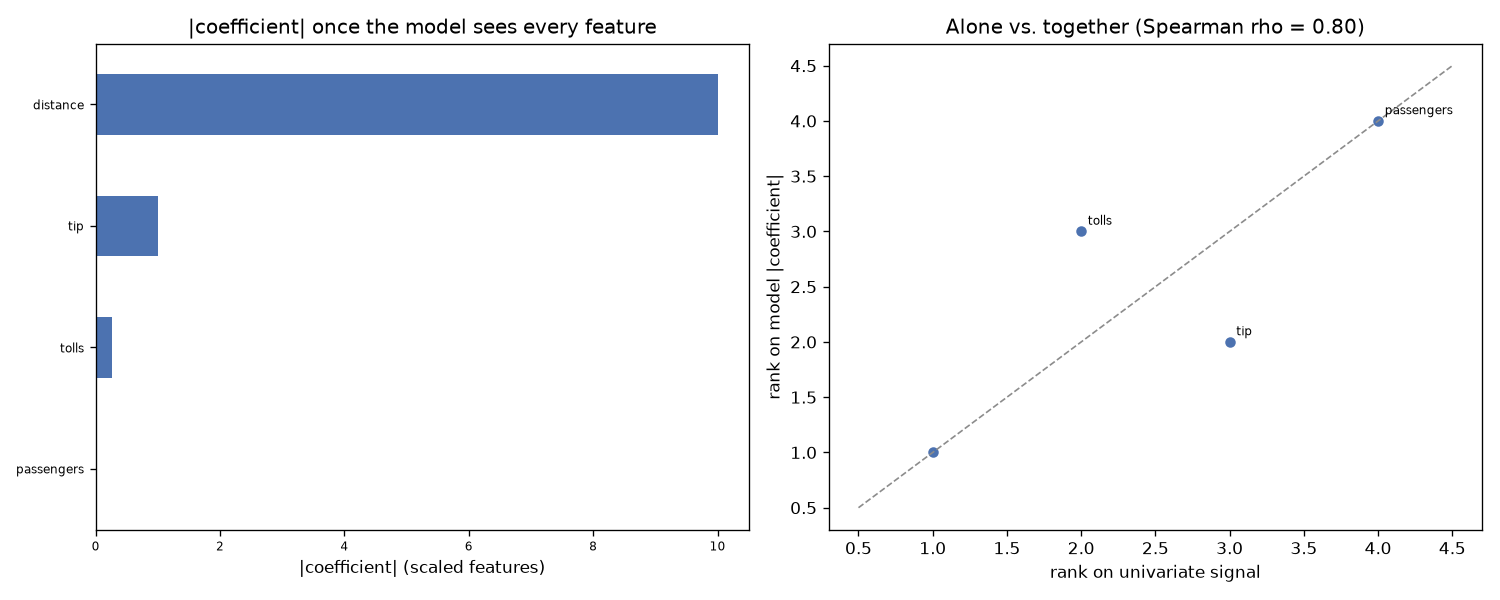 |coefficient| once the model sees every feature
distance
tip
tolls
passengers
0 2 4 6 8 10
|coefficient| (scaled features)
Alone vs. together (Spearman rho = 0.80)
rank on model |coefficient|
4.5
4.0
3.5
3.0
2.5
2.0
1.5
1.0
0.5
passengers
tolls
tip
0.5 1.0 1.5 2.0 2.5 3.0 3.5 4.0 4.5
rank on univariate signal